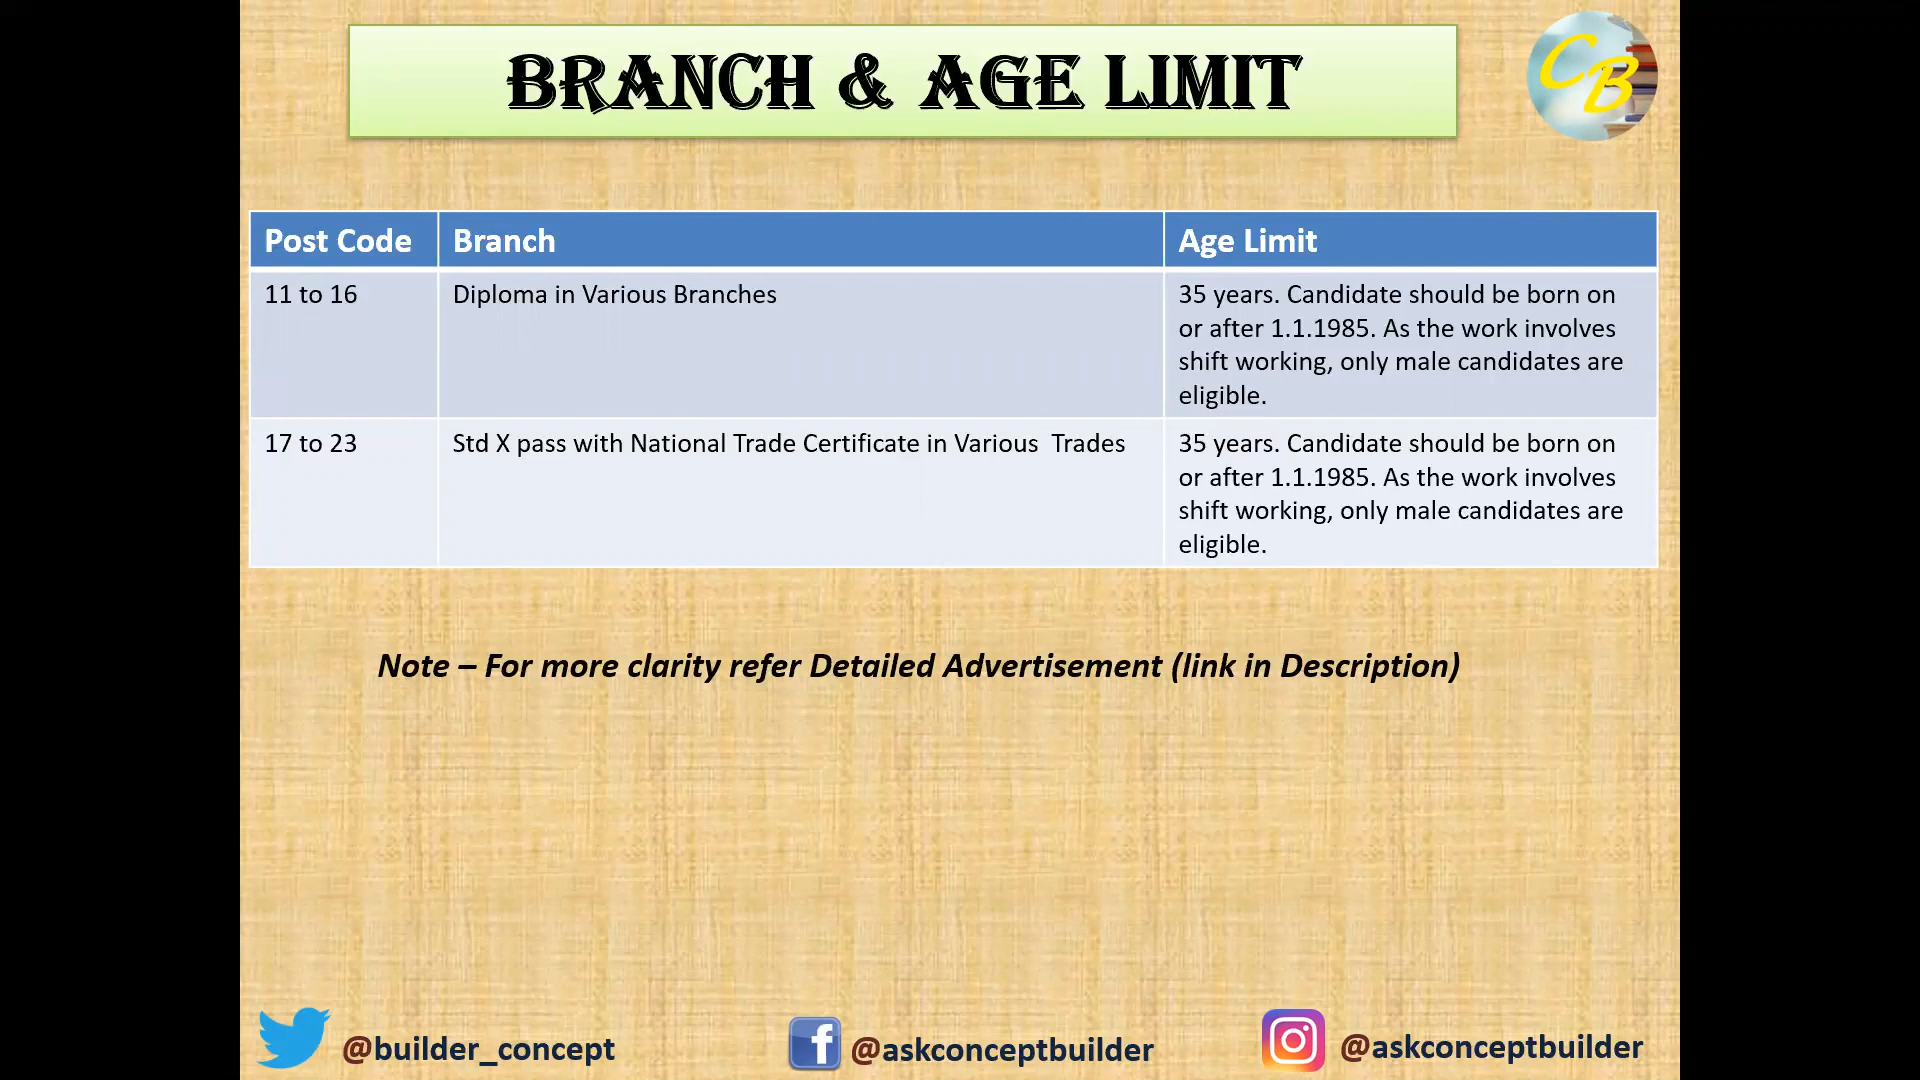 BRANCH & AGE LIMIT
CB
Post Code Branch Age Limit
11 to 16 Diploma in Various Branches 35 years. Candidate should be born on
or after 1.1.1985. As the work involves
shift working, only male candidates are
eligible.
17 to 23 Std X pass with National Trade Certificate in Various Trades 35 years. Candidate should be born on
or after 1.1.1985. As the work involves
shift working, only male candidates are
eligible.
Note – For more clarity refer Detailed Advertisement (link in Description)
@builder_concept @askconceptbuilder @askconceptbuilder